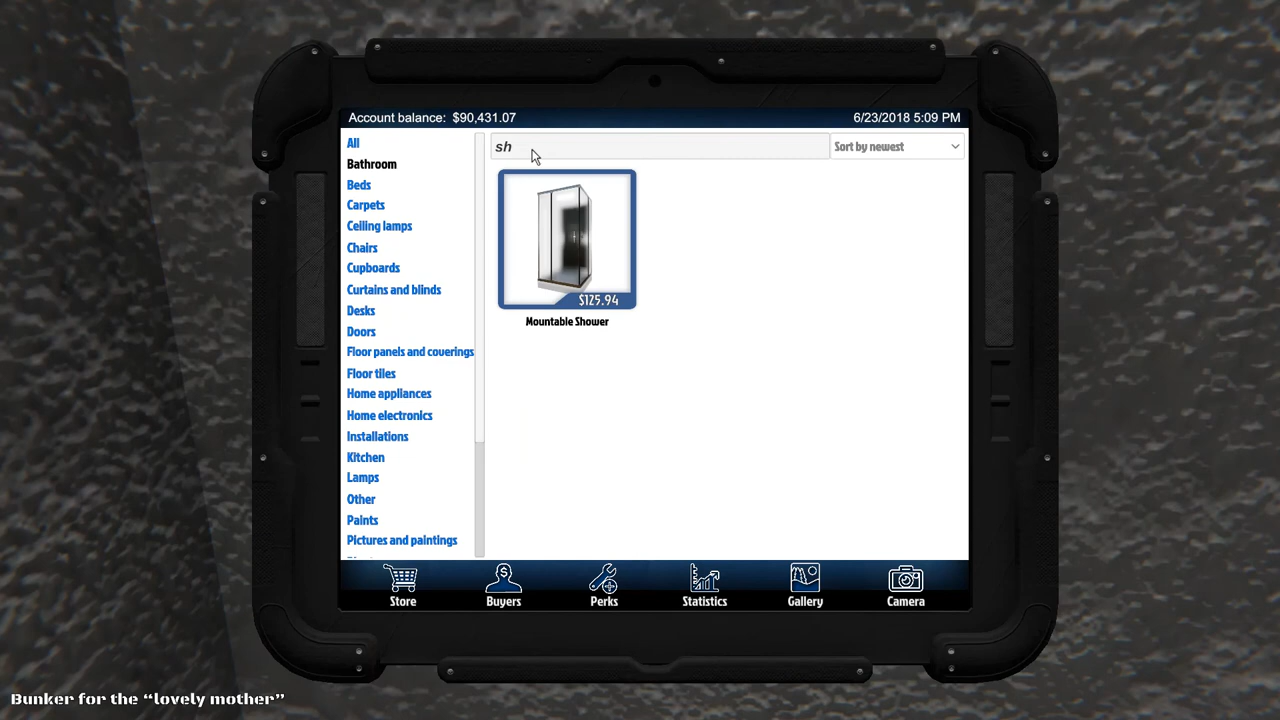 Account balance: $90,431.07
6/23/2018 5:09 PM
All
Bathroom
Beds
Carpets
Ceiling lamps
Chairs
Cupboards
Curtains and blinds
Desks
Doors
Floor panels and coverings
Floor tiles
Home appliances
Home electronics
Installations
Kitchen
Lamps
Other
Paints
Pictures and paintings
sh
Sort by newest
$125.94
Mountable Shower
Store
Buyers
Perks
Statistics
Gallery
Camera
Bunker for the “lovely mother”